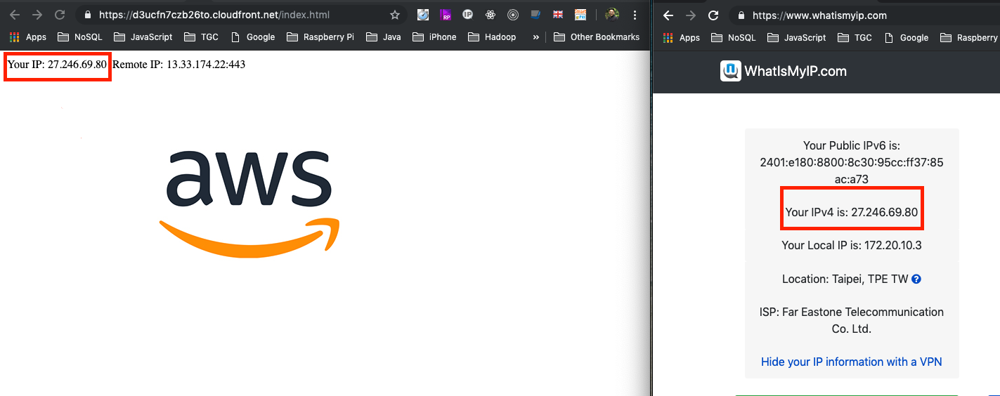 https://d3ucfn7czb26to.cloudfront.net/index.html
Apps NoSQL JavaScript TGC Google Raspberry Pi Java iPhone Hadoop » Other Bookmarks
Your IP: 27.246.69.80 Remote IP: 13.33.174.22:443
aws
https://www.whatismyip.com
Apps NoSQL JavaScript TGC Google Raspberry
WhatIsMyIP.com
Your Public IPv6 is:
2401:e180:8800:8c30:95cc:ff37:85
ac:a73
Your IPv4 is: 27.246.69.80
Your Local IP is: 172.20.10.3
Location: Taipei, TPE TW
ISP: Far Eastone Telecommunication
Co. Ltd.
Hide your IP information with a VPN